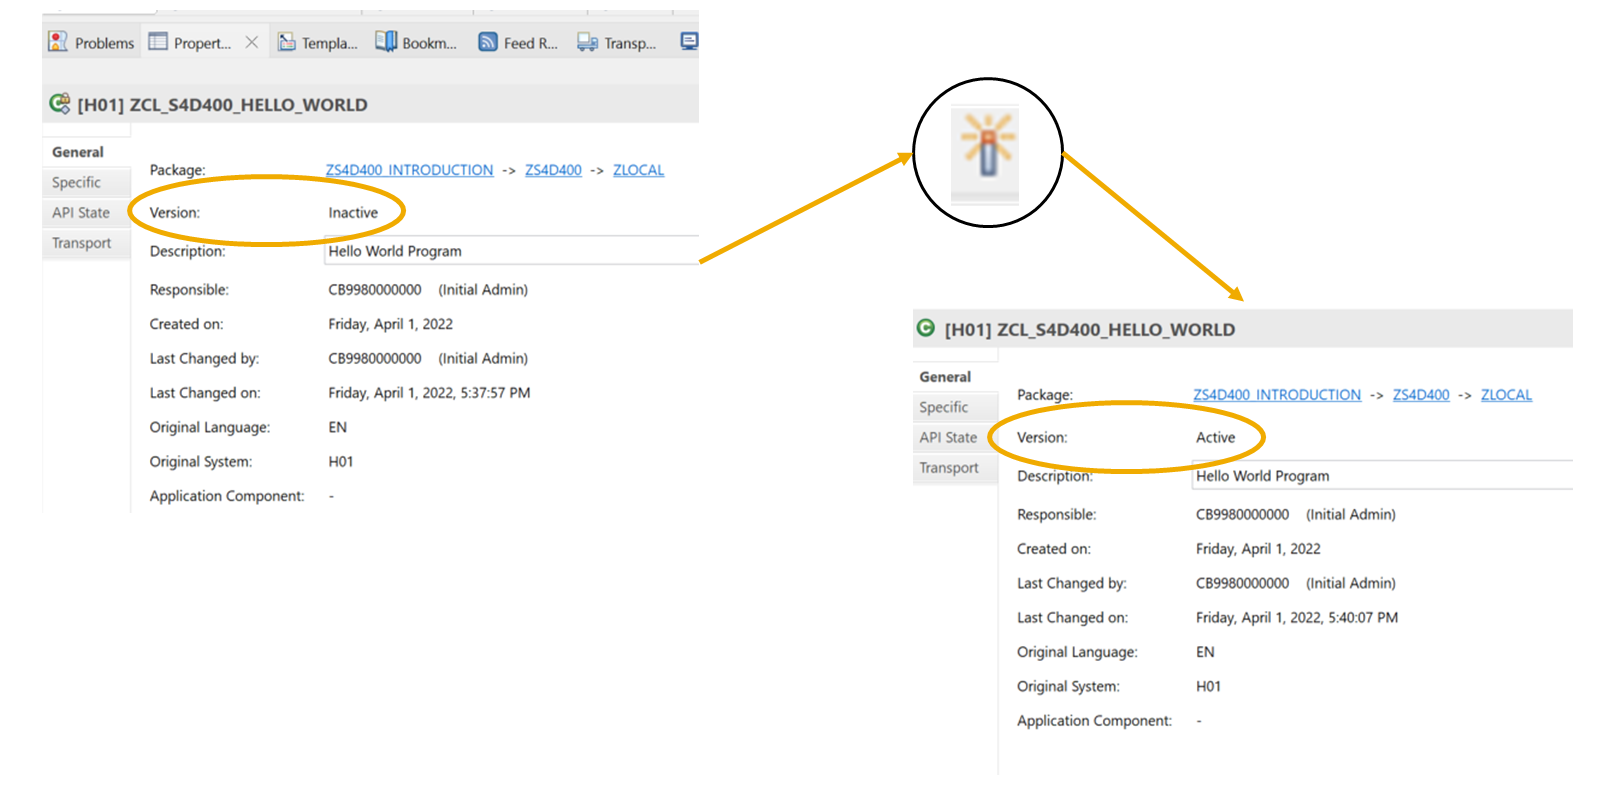 Problems Propert... Templa... Bookm... Feed R... Transp...
[H01] ZCL_S4D400_HELLO_WORLD
General
Specific
API State
Transport
Package: ZS4D400_INTRODUCTION -> ZS4D400 -> ZLOCAL
Version: Inactive
Description: Hello World Program
Responsible: CB9980000000 (Initial Admin)
Created on: Friday, April 1, 2022
Last Changed by: CB9980000000 (Initial Admin)
Last Changed on: Friday, April 1, 2022, 5:37:57 PM
Original Language: EN
Original System: H01
Application Component: -
[H01] ZCL_S4D400_HELLO_WORLD
General
Specific
API State
Transport
Package: ZS4D400_INTRODUCTION -> ZS4D400 -> ZLOCAL
Version: Active
Description: Hello World Program
Responsible: CB9980000000 (Initial Admin)
Created on: Friday, April 1, 2022
Last Changed by: CB9980000000 (Initial Admin)
Last Changed on: Friday, April 1, 2022, 5:40:07 PM
Original Language: EN
Original System: H01
Application Component: -